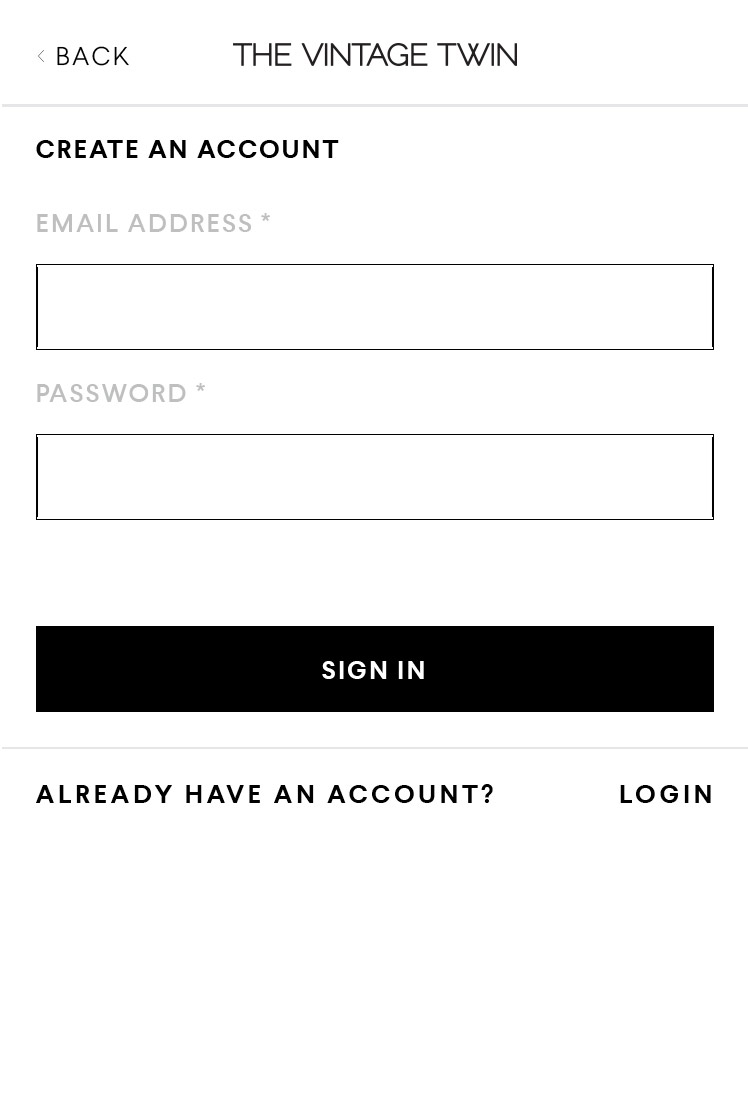 BACK THE VINTAGE TWIN
CREATE AN ACCOUNT
EMAIL ADDRESS *
PASSWORD *
SIGN IN
ALREADY HAVE AN ACCOUNT? LOGIN